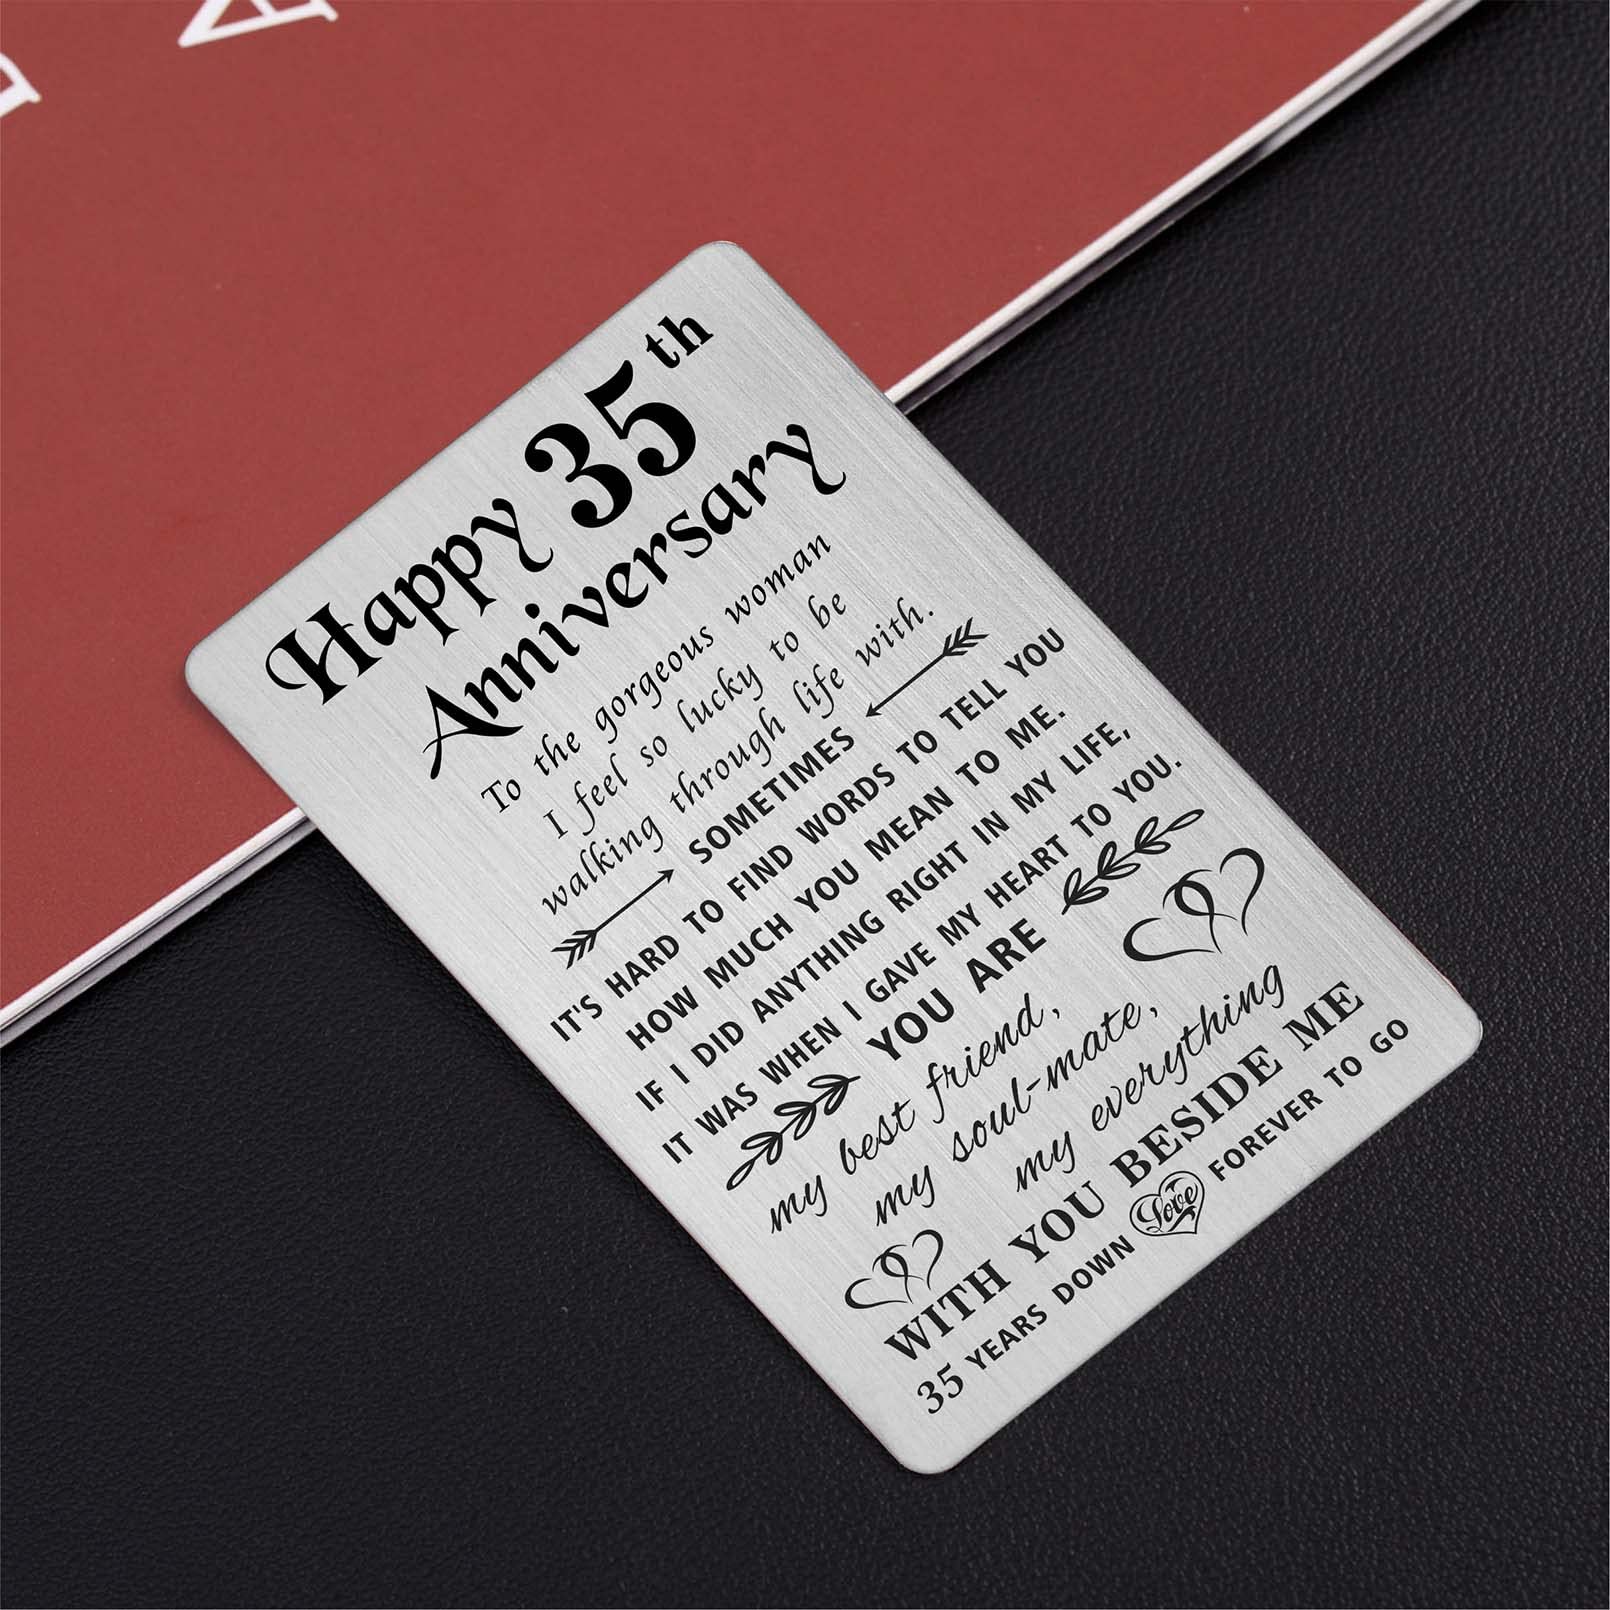 Happy 35th
Anniversary
To the gorgeous woman
I feel so lucky to be
walking through life with.
SOMETIMES
IT'S HARD TO FIND WORDS TO TELL YOU
HOW MUCH YOU MEAN TO ME.
IF I DID ANYTHING RIGHT IN MY LIFE,
IT WAS WHEN I GAVE MY HEART TO YOU.
YOU ARE
my best friend,
my soul-mate,
my everything
WITH YOU BESIDE ME
35 YEARS DOWN Love FOREVER TO GO